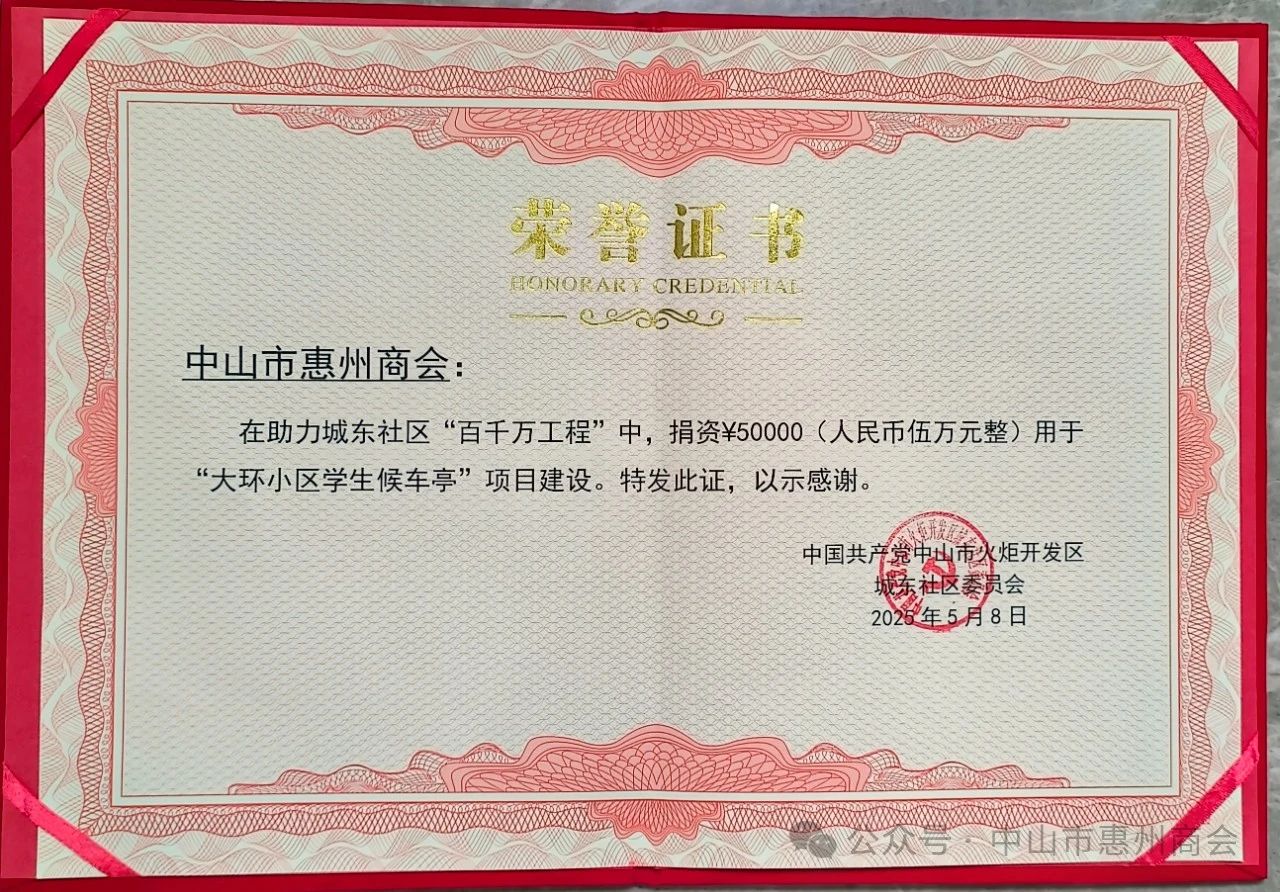 荣誉证书
HONORARY CREDENTIAL
中山市惠州商会：
在助力城东社区“百千万工程”中，捐资¥50000（人民币伍万元整）用于
“大环小区学生候车亭”项目建设。特发此证，以示感谢。
中国共产党中山市火炬开发区
城东社区委员会
2025年5月8日
公众号·中山市惠州商会